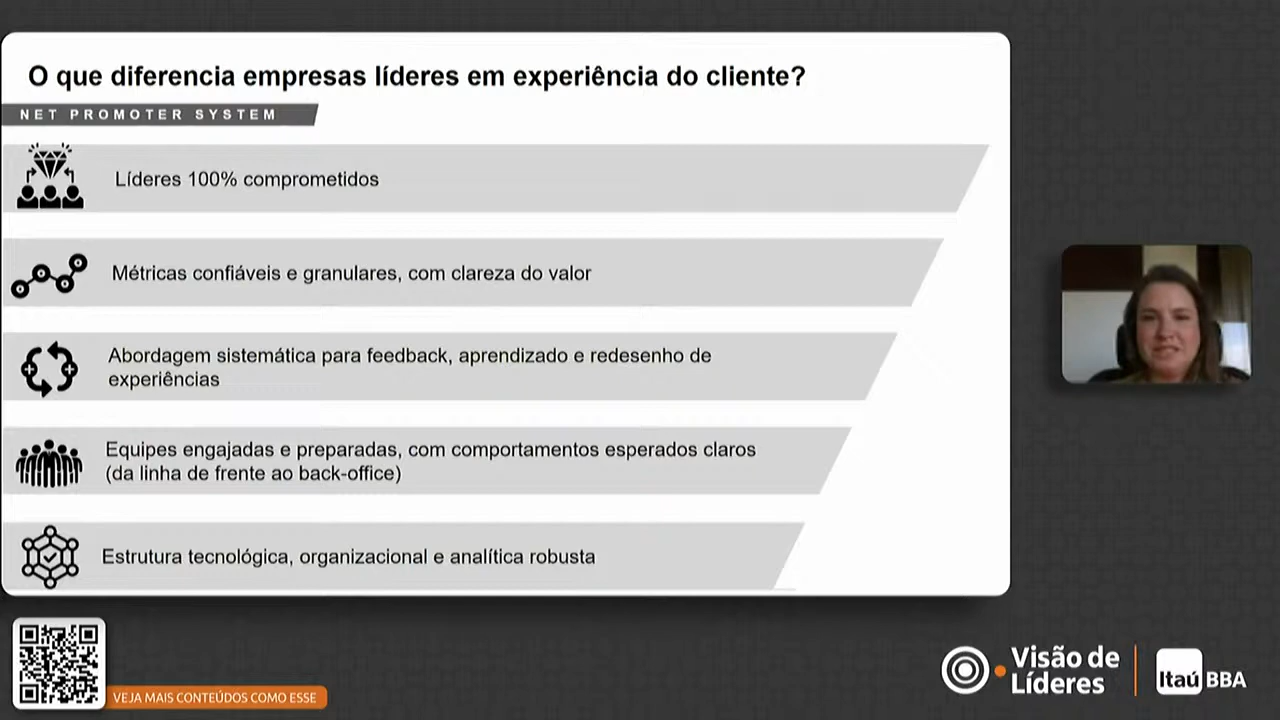 O que diferencia empresas líderes em experiência do cliente?
NET PROMOTER SYSTEM
Líderes 100% comprometidos
Métricas confiáveis e granulares, com clareza do valor
Abordagem sistemática para feedback, aprendizado e redesenho de
experiências
Equipes engajadas e preparadas, com comportamentos esperados claros
(da linha de frente ao back-office)
Estrutura tecnológica, organizacional e analítica robusta
VEJA MAIS CONTEÚDOS COMO ESSE
Visão de
Líderes
Itaú BBA